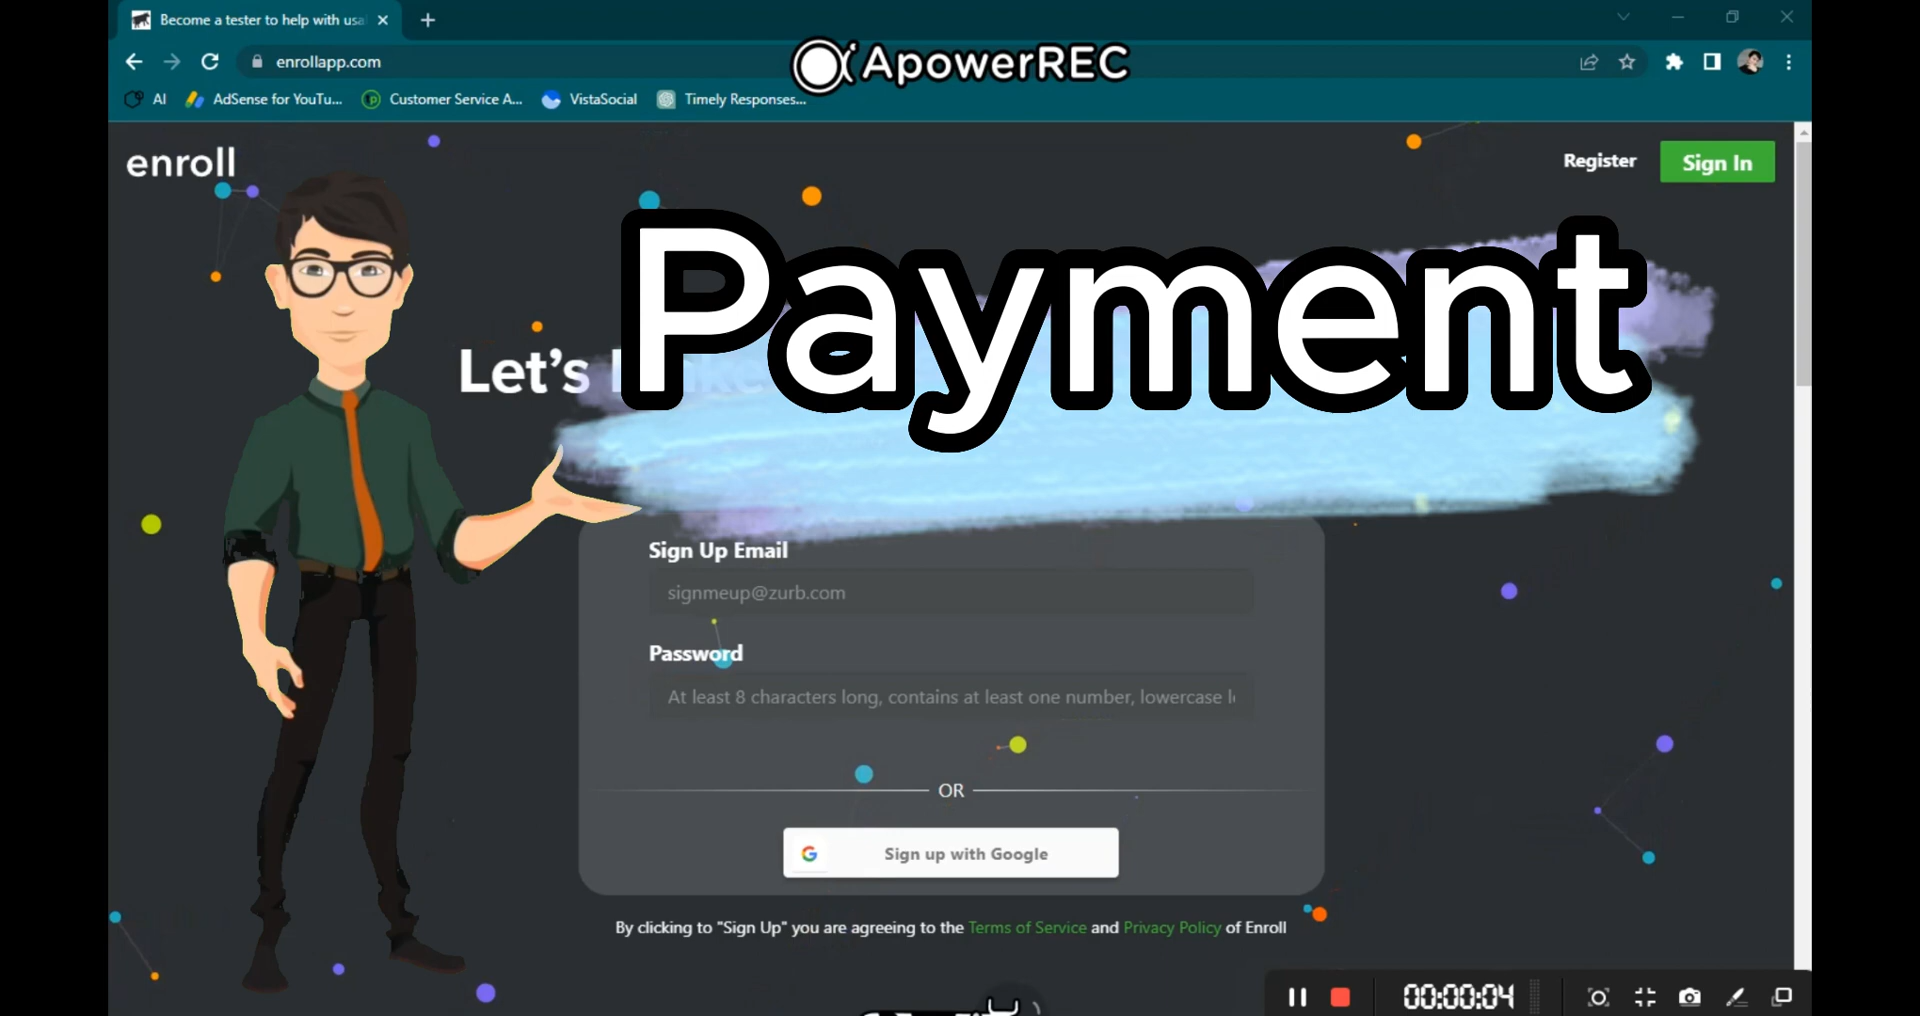 Become a tester to help with usa
enrollapp.com
ApowerREC
AI
AdSense for YouTu...
Customer Service A...
VistaSocial
Timely Responses...
enroll
Register
Sign In
Payment
Let's
Sign Up Email
signmeup@zurb.com
Password
At least 8 characters long, contains at least one number, lowercase l
OR
Sign up with Google
By clicking to "Sign Up" you are agreeing to the Terms of Service and Privacy Policy of Enroll
00:00:04